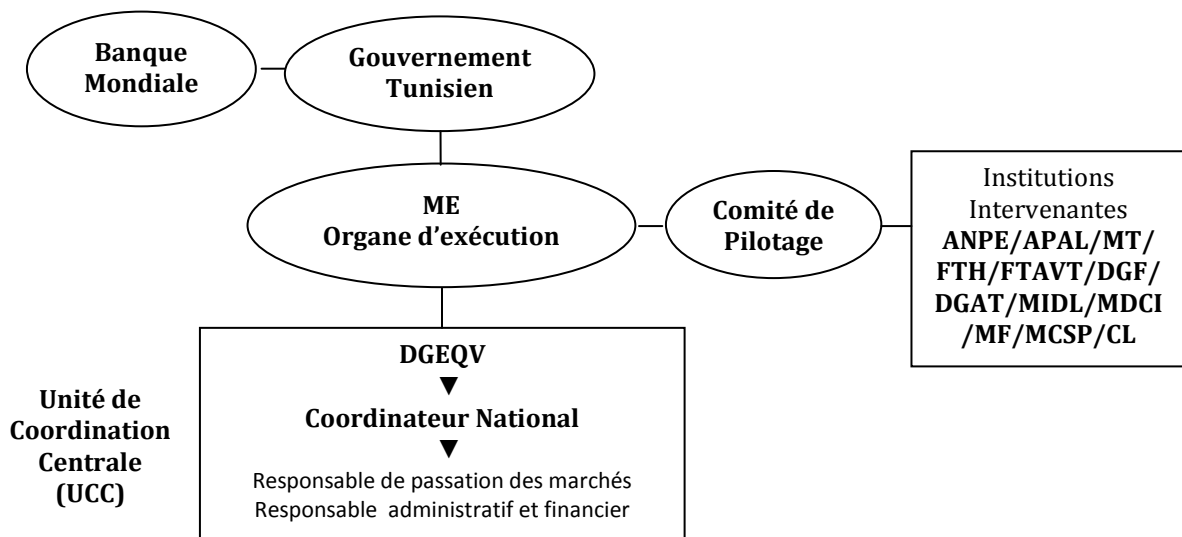 Banque
Mondiale
Gouvernement
Tunisien
ME
Organe d'exécution
Comité de
Pilotage
Institutions
Intervenantes
ANPE/APAL/MT/
FTH/FTAVT/DGF/
DGAT/MIDL/MDCI
/MF/MCSP/CL
Unité de
Coordination
Centrale
(UCC)
DGEQV
Coordinateur National
Responsable de passation des marchés
Responsable administratif et financier